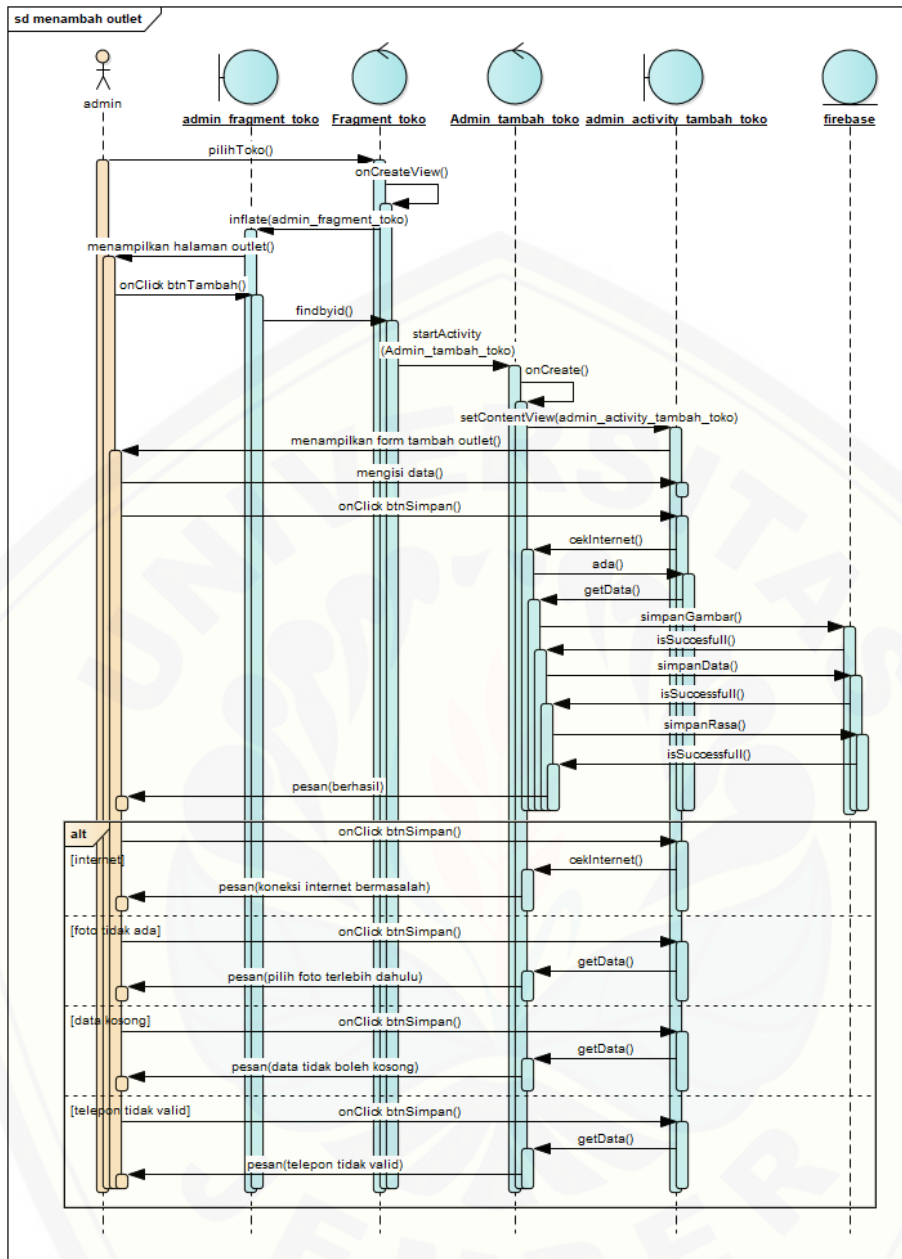 sd menambah outlet
admin
admin_fragment_toko
Fragment_toko
Admin_tambah_toko
admin_activity_tambah_toko
firebase
pilihToko()
onCreateView()
inflate(admin_fragment_toko)
menampilkan halaman outlet()
onClick btnTambah()
findbyid()
startActivity
(Admin_tambah_toko)
onCreate()
setContentView(admin_activity_tambah_toko)
menampilkan form tambah outlet()
mengisi data()
onClick btnSimpan()
cekInternet()
ada()
getData()
simpanGambar()
isSuccesfull()
simpanData()
isSuccessfull()
simpanRasa()
isSuccessfull()
pesan(berhasil)
alt
onClick btnSimpan()
[internet]
cekInternet()
pesan(koneksi internet bermasalah)
[foto tidak ada]
onClick btnSimpan()
getData()
pesan(pilih foto terlebih dahulu)
[data kosong]
onClick btnSimpan()
getData()
pesan(data tidak boleh kosong)
[telepon tidak valid]
onClick btnSimpan()
getData()
pesan(telepon tidak valid)
UNIVERSITAS
JEMBER